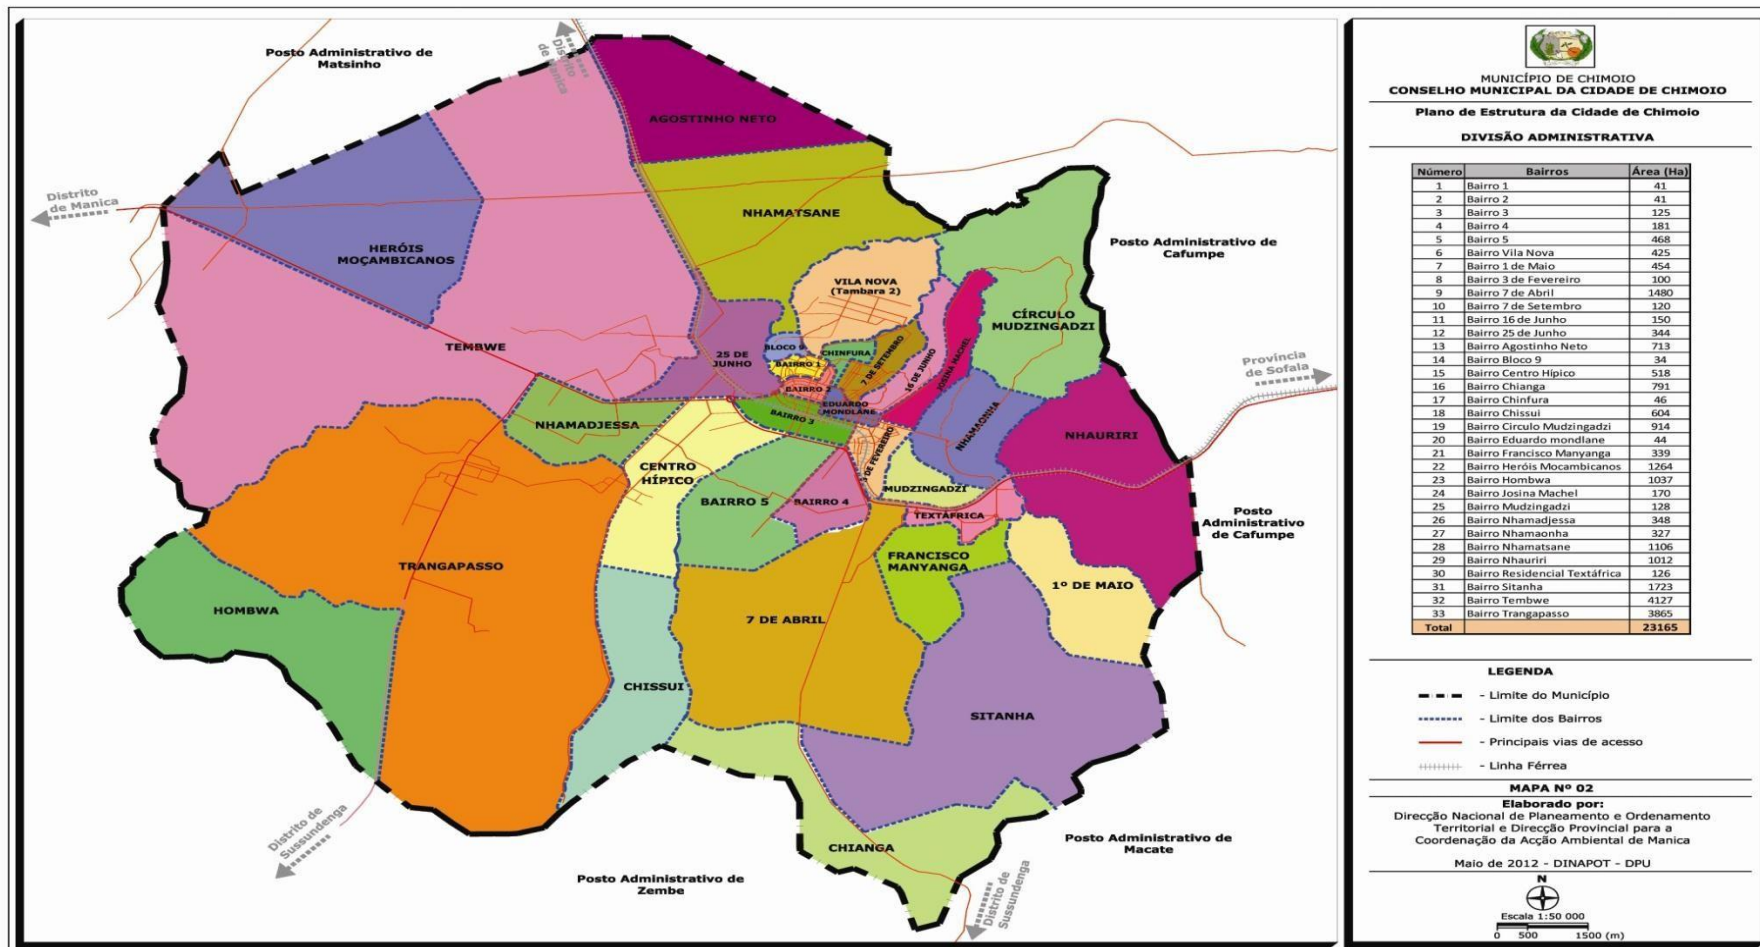 Posto Administrativo de
Matsinho
Distrito
de Manica
AGOSTINHO NETO
Distrito
de Manica
NHAMATSANE
HERÓIS
MOÇAMBICANOS
Posto Administrativo de
Cafumpe
VILA NOVA
(Tambara 2)
CÍRCULO
MUDZINGADZI
TEMBWE
25 DE
JUNHO
BLOCO 9
CHINFURA
BAIRRO 1
7 DE SETEMBRO
16 DE JUNHO
JOSINA MACHEL
Província
de Sofala
BAIRRO 2
EDUARDO
MONDLANE
BAIRRO 3
NHAMADJESSA
NHAMAONHA
NHAURIRI
3 DE FEVEREIRO
CENTRO
HÍPICO
MUDZINGADZI
BAIRRO 5
BAIRRO 4
TEXTÁFRICA
Posto
Administrativo
de Cafumpe
TRANGAPASSO
FRANCISCO
MANYANGA
1º DE MAIO
HOMBWA
7 DE ABRIL
CHISSUI
SITANHA
Distrito de
Sussundenga
CHIANGA
Posto Administrativo de
Macate
Posto Administrativo de
Zembe
Distrito de
Sussundenga
MUNICÍPIO DE CHIMOIO
CONSELHO MUNICIPAL DA CIDADE DE CHIMOIO
Plano de Estrutura da Cidade de Chimoio
DIVISÃO ADMINISTRATIVA
Número Bairros Área (Ha)
1 Bairro 1 41
2 Bairro 2 41
3 Bairro 3 125
4 Bairro 4 181
5 Bairro 5 468
6 Bairro Vila Nova 425
7 Bairro 1 de Maio 454
8 Bairro 3 de Fevereiro 100
9 Bairro 7 de Abril 1480
10 Bairro 7 de Setembro 120
11 Bairro 16 de Junho 150
12 Bairro 25 de Junho 344
13 Bairro Agostinho Neto 713
14 Bairro Bloco 9 34
15 Bairro Centro Hípico 518
16 Bairro Chianga 791
17 Bairro Chinfura 46
18 Bairro Chissui 604
19 Bairro Circulo Mudzingadzi 914
20 Bairro Eduardo mondlane 44
21 Bairro Francisco Manyanga 339
22 Bairro Heróis Mocambicanos 1264
23 Bairro Hombwa 1037
24 Bairro Josina Machel 170
25 Bairro Mudzingadzi 128
26 Bairro Nhamadjessa 348
27 Bairro Nhamaonha 327
28 Bairro Nhamatsane 1106
29 Bairro Nhauriri 1012
30 Bairro Residencial Textáfrica 126
31 Bairro Sitanha 1723
32 Bairro Tembwe 4127
33 Bairro Trangapasso 3865
Total 23165
LEGENDA
- Limite do Município
- Limite dos Bairros
- Principais vias de acesso
- Linha Férrea
MAPA Nº 02
Elaborado por:
Direcção Nacional de Planeamento e Ordenamento
Territorial e Direcção Provincial para a
Coordenação da Acção Ambiental de Manica
Maio de 2012 - DINAPOT - DPU
N
Escala 1:50 000
0 500 1500 (m)